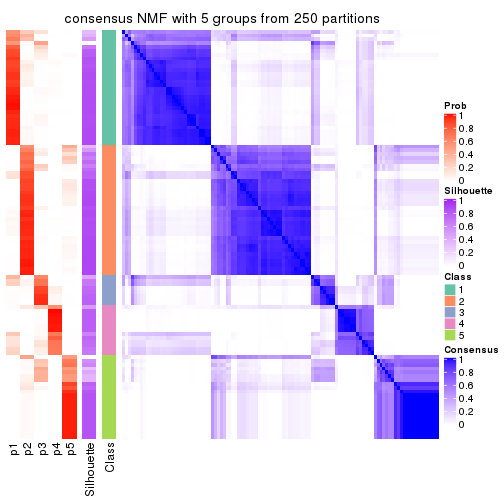 consensus NMF with 5 groups from 250 partitions
Prob
1
0.8
0.6
0.4
0.2
0
Silhouette
1
0.8
0.6
0.4
0.2
0
Class
1
2
3
4
5
Consensus
1
0.8
0.6
0.4
0.2
0
p1
p2
p3
p4
p5
Silhouette
Class